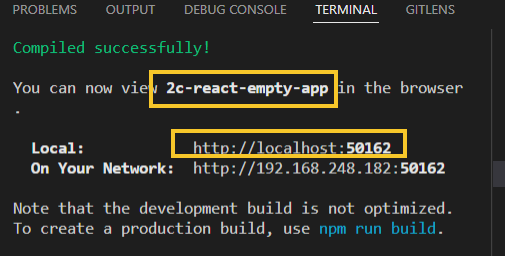 PROBLEMS OUTPUT DEBUG CONSOLE TERMINAL GITLENS
Compiled successfully!
You can now view 2c-react-empty-app in the browser
.
Local: http://localhost:50162
On Your Network: http://192.168.248.182:50162
Note that the development build is not optimized.
To create a production build, use npm run build.